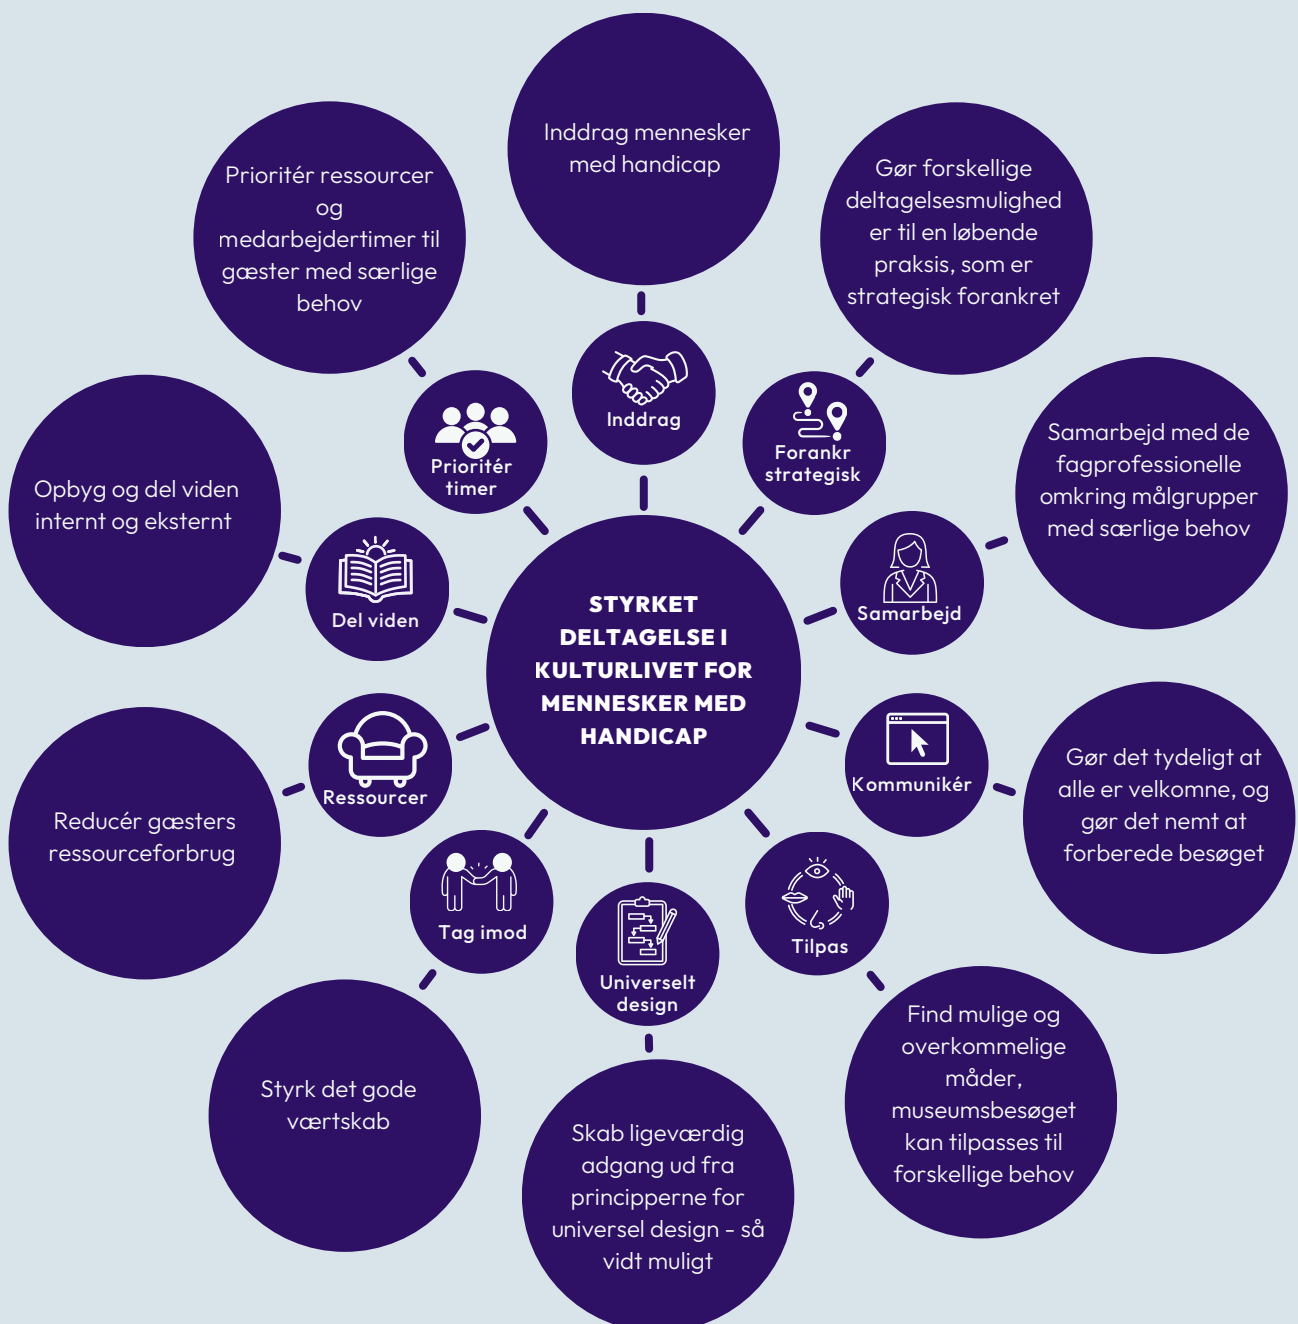 Inddrag mennesker
med handicap
Inddrag
Gør forskellige
deltagelsesmulighed
er til en løbende
praksis, som er
strategisk forankret
Forankr
strategisk
Samarbejd med de
fagprofessionelle
omkring målgrupper
med særlige behov
Samarbejd
Gør det tydeligt at
alle er velkomne, og
gør det nemt at
forberede besøget
Kommunikér
Find mulige og
overkommelige
måder,
museumsbesøget
kan tilpasses til
forskellige behov
Tilpas
Skab ligeværdig
adgang ud fra
principperne for
universel design - så
vidt muligt
Universelt
design
Styrk det gode
værtskab
Tag imod
Reducér gæsters
ressourceforbrug
Ressourcer
Opbyg og del viden
internt og eksternt
Del viden
Prioritér ressourcer
og
medarbejdertimer til
gæster med særlige
behov
Prioritér
timer
STYRKET
DELTAGELSE I
KULTURLIVET FOR
MENNESKER MED
HANDICAP